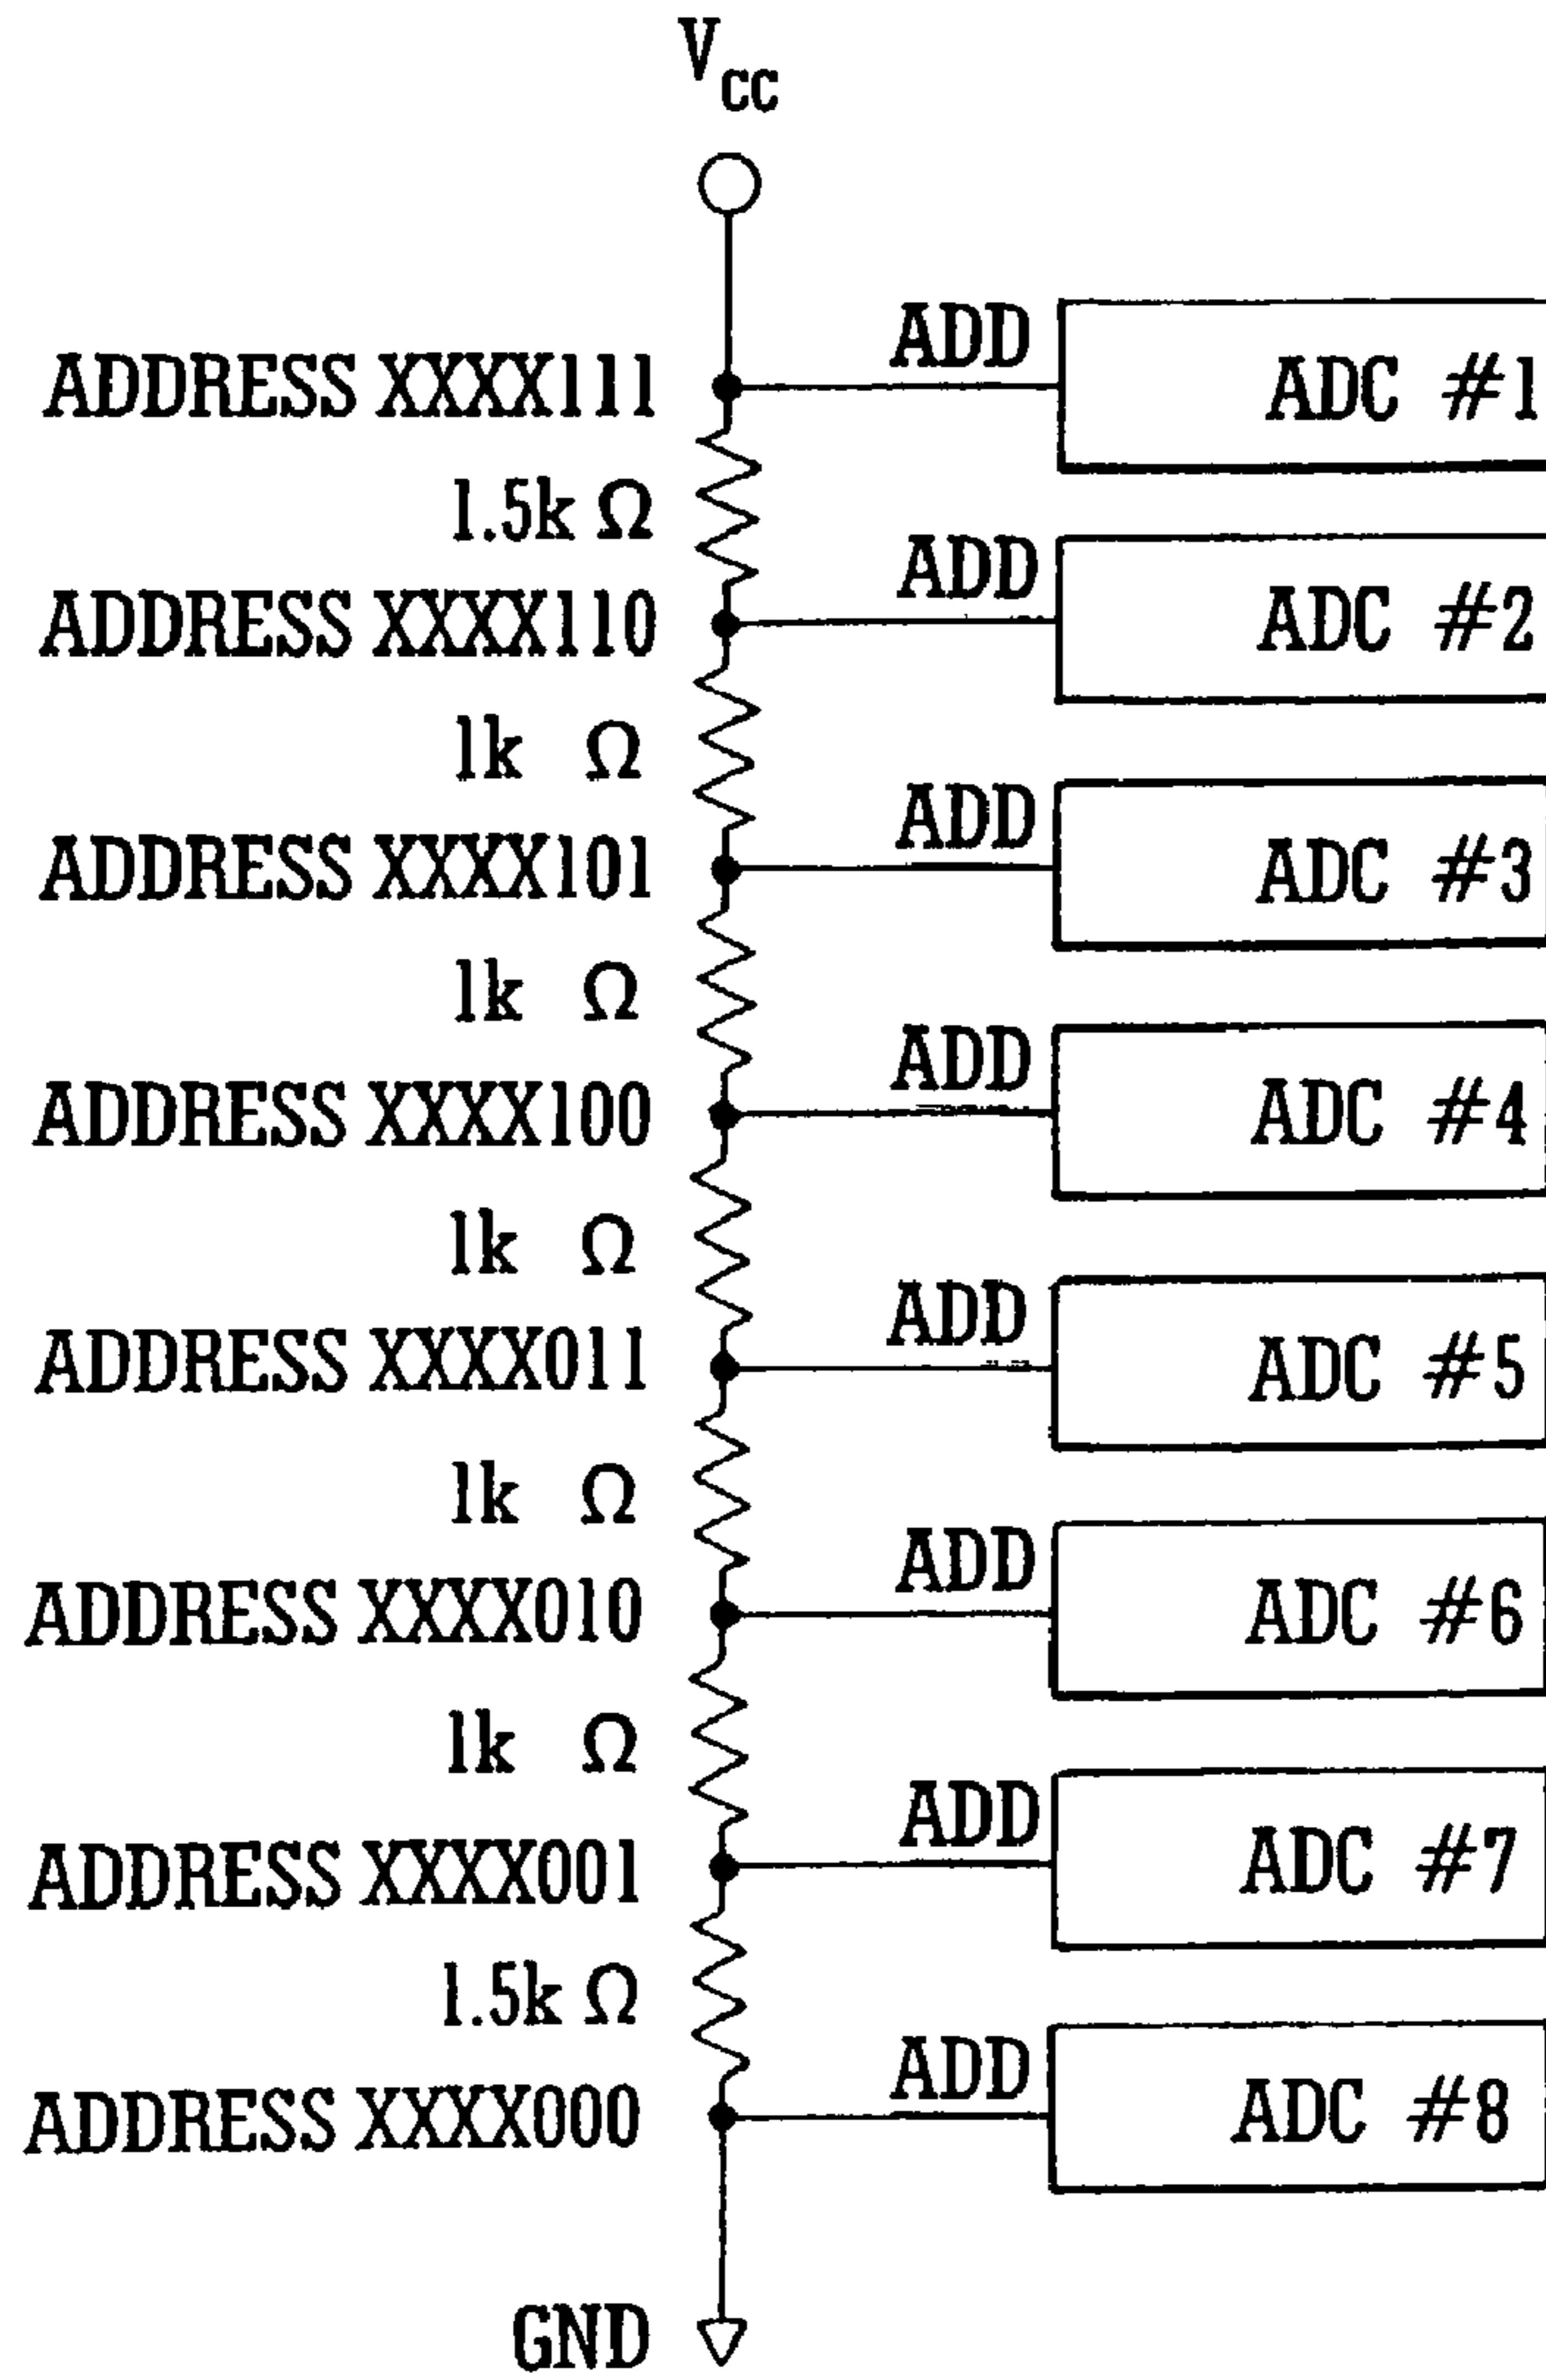 VCC
ADD
ADDRESS XXXX111
ADC #1
1.5k Ω
ADD
ADDRESS XXXX110
ADC #2
1k Ω
ADD
ADDRESS XXXX101
ADC #3
1k Ω
ADD
ADDRESS XXXX100
ADC #4
1k Ω
ADD
ADDRESS XXXX011
ADC #5
1k Ω
ADD
ADDRESS XXXX010
ADC #6
1k Ω
ADD
ADDRESS XXXX001
ADC #7
1.5k Ω
ADD
ADDRESS XXXX000
ADC #8
GND